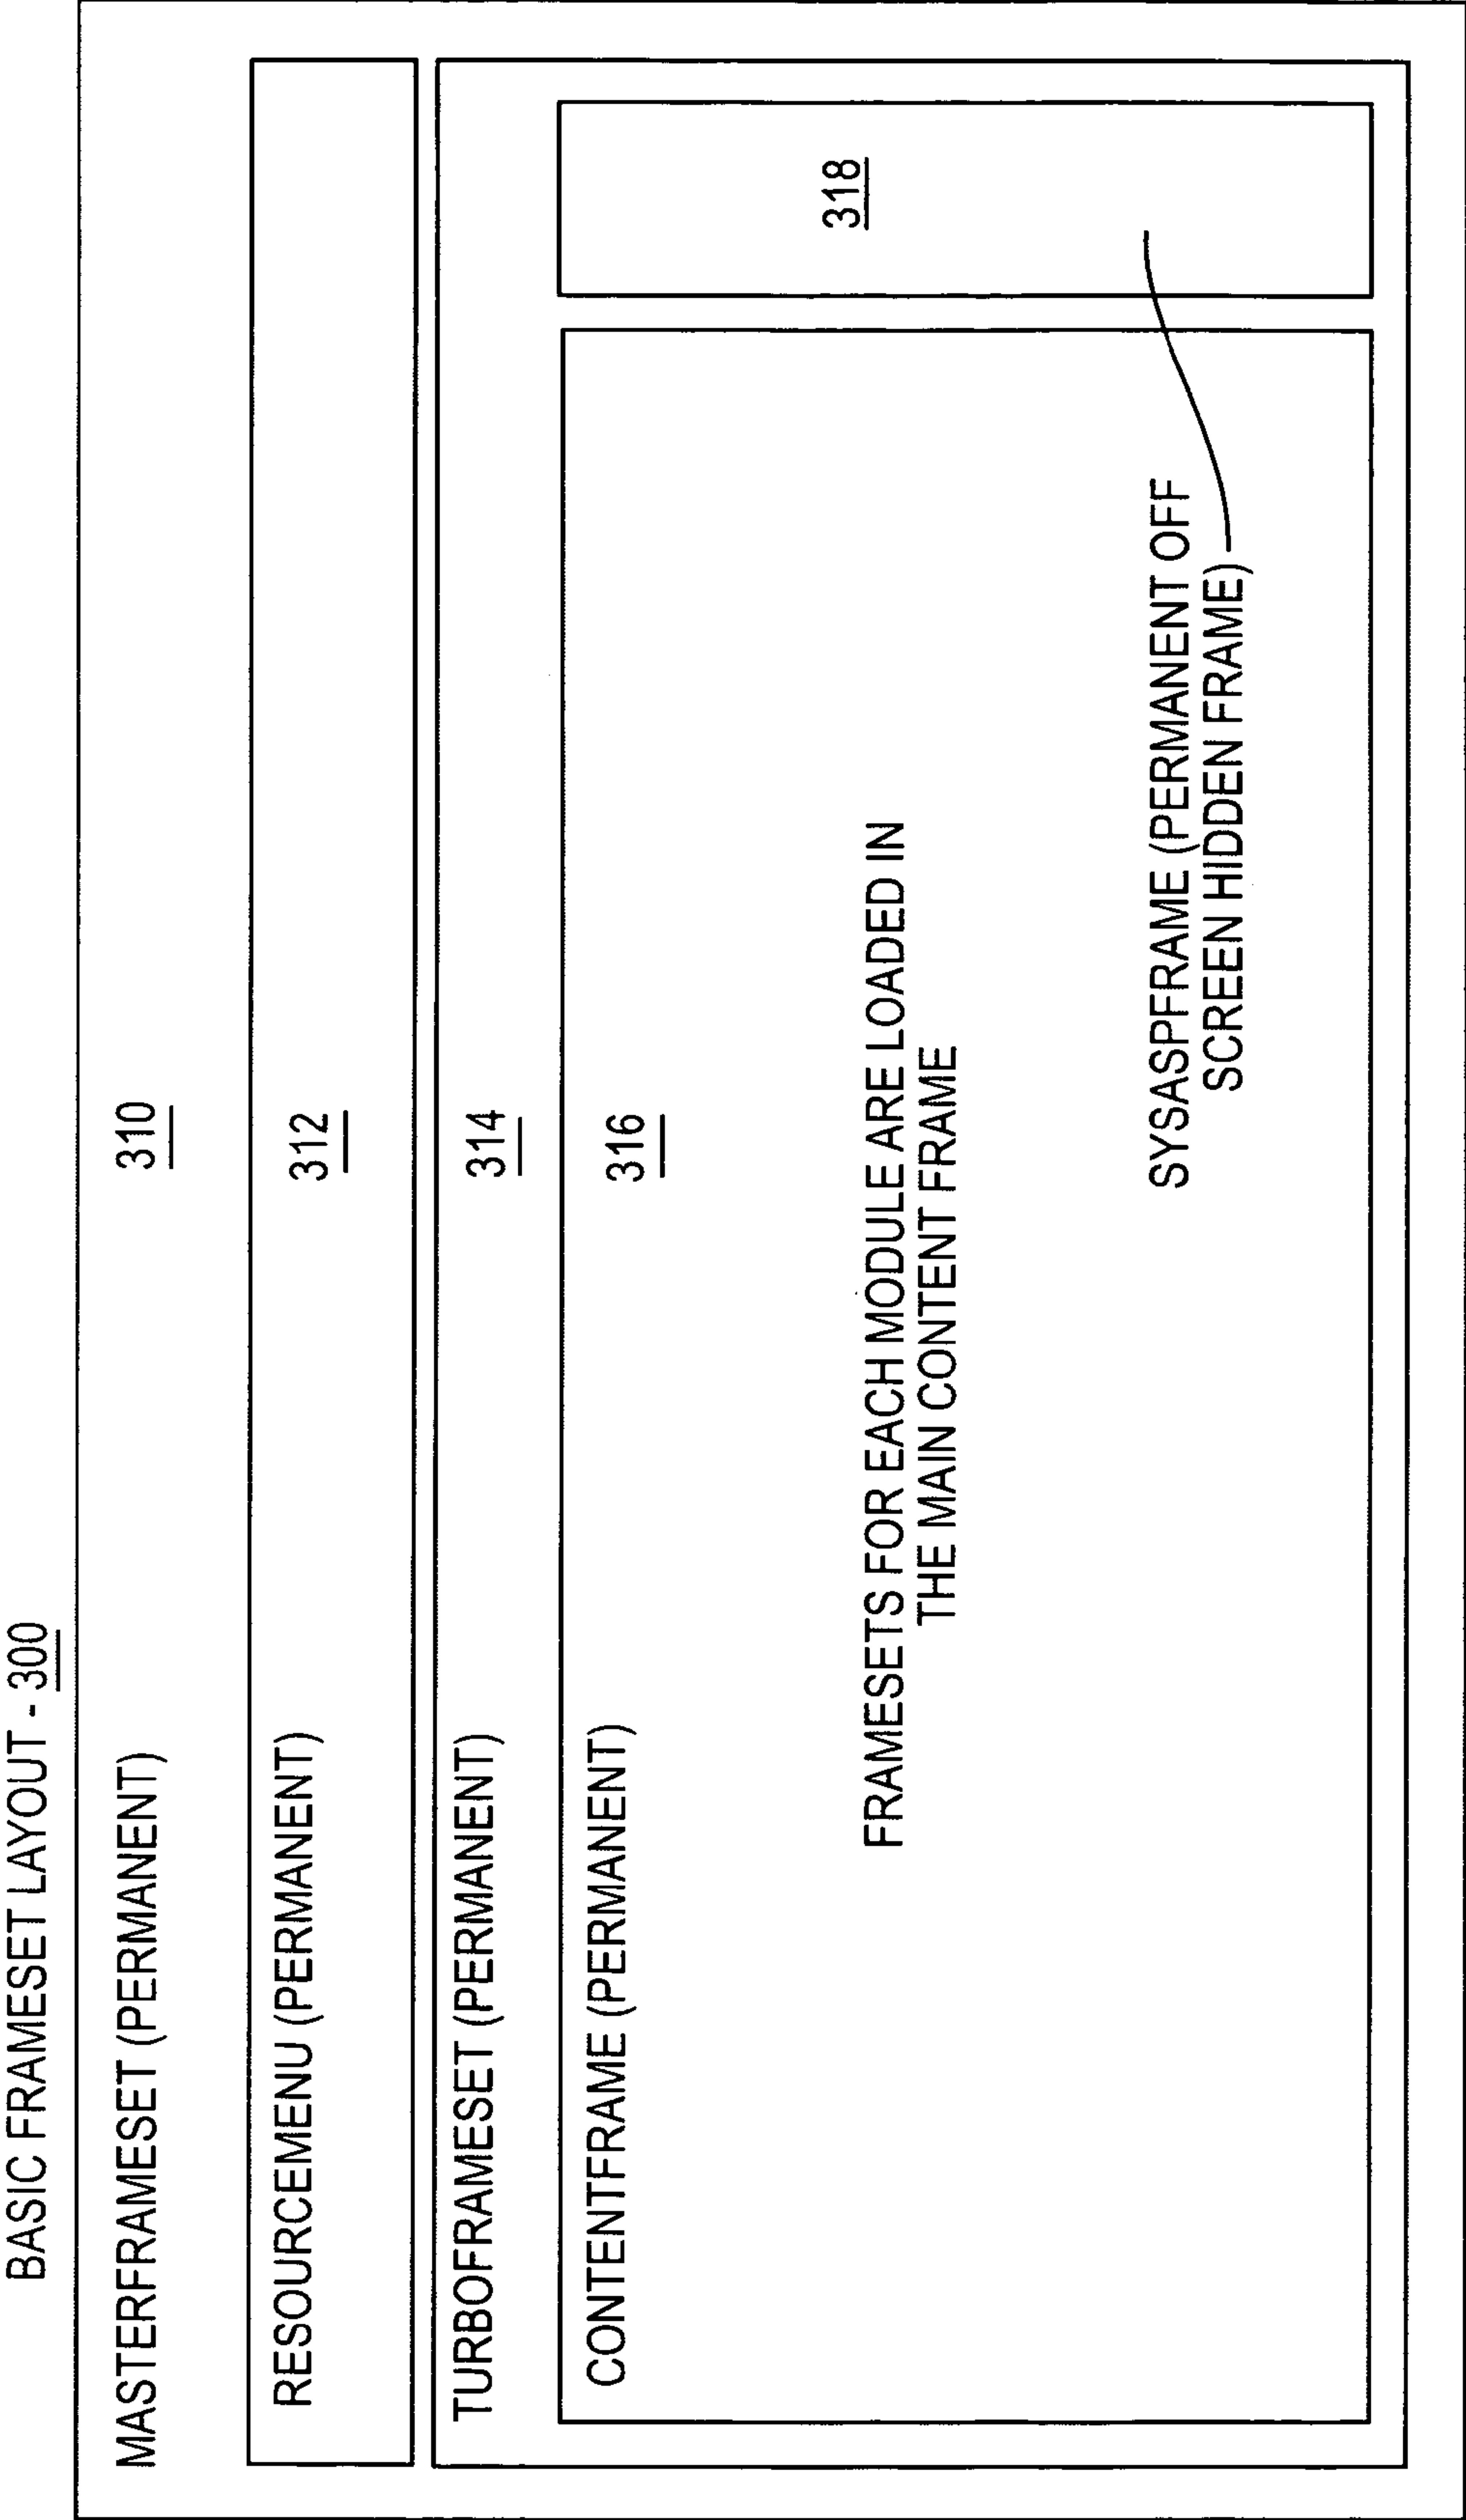 BASIC FRAMESET LAYOUT - 300
MASTERFRAMESET (PERMANENT) 310
RESOURCEMENU (PERMANENT) 312
TURBOFRAMESET (PERMANENT) 314
CONTENTFRAME (PERMANENT) 316
318
FRAMESETS FOR EACH MODULE ARE LOADED IN
THE MAIN CONTENT FRAME
SYSASPFRAME (PERMANENT OFF
SCREEN HIDDEN FRAME)